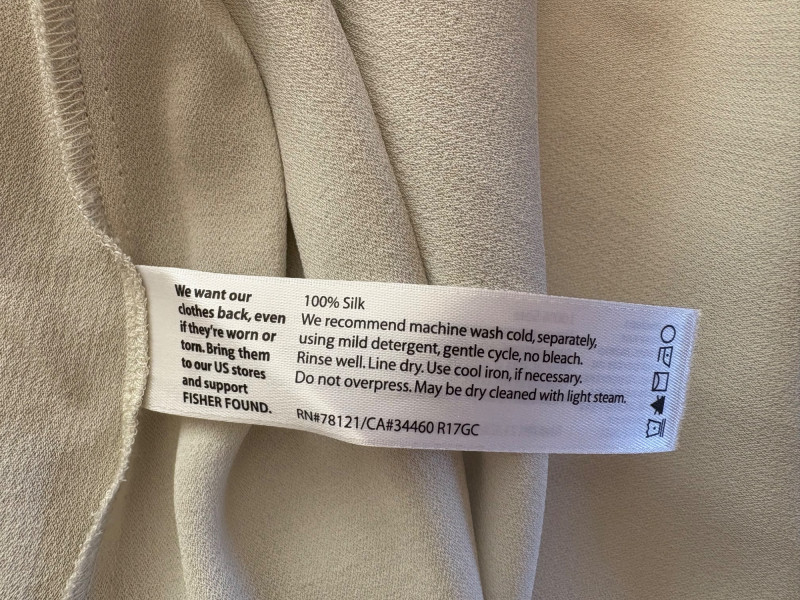 We want our
clothes back, even
if they're worn or
torn. Bring them
to our US stores
and support
FISHER FOUND.
100% Silk
We recommend machine wash cold, separately,
using mild detergent, gentle cycle, no bleach.
Rinse well. Line dry. Use cool iron, if necessary.
Do not overpress. May be dry cleaned with light steam.
RN#78121/CA#34460 R17GC